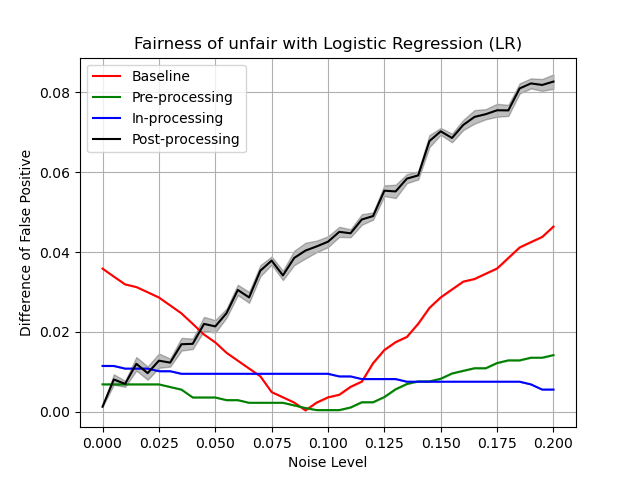 Fairness of unfair with Logistic Regression (LR)
Baseline
Pre-processing
In-processing
Post-processing
Difference of False Positive
0.08
0.06
0.04
0.02
0.00
0.000 0.025 0.050 0.075 0.100 0.125 0.150 0.175 0.200
Noise Level